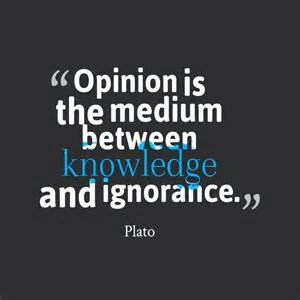 “Opinion is
the medium
between
knowledge
and ignorance.„
Plato